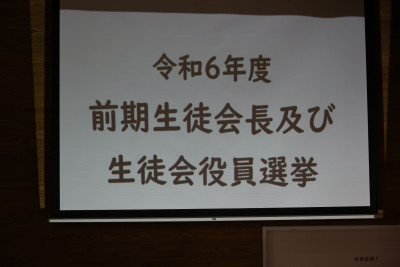 令和6年度
前期生徒会長及び
生徒会役員選挙